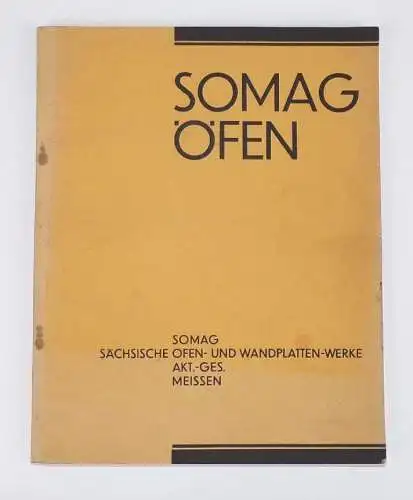 SOMAG
ÖFEN
SOMAG
SÄCHSISCHE OFEN- UND WANDPLATTEN-WERKE
AKT.-GES.
MEISSEN